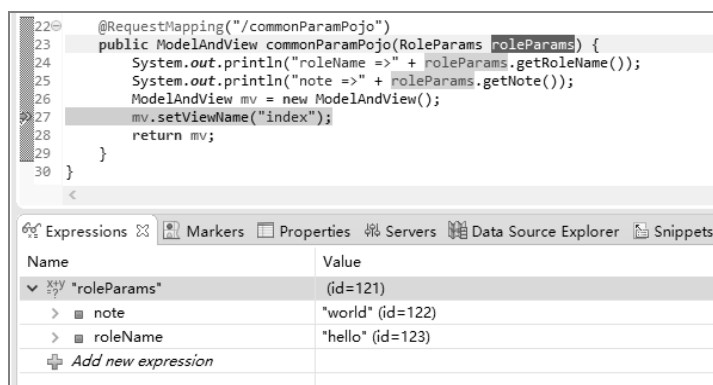 22 @RequestMapping("/commonParamPojo")
23 public ModelAndView commonParamPojo(RoleParams roleParams) {
24 System.out.println("roleName =>" + roleParams.getRoleName());
25 System.out.println("note =>" + roleParams.getNote());
26 ModelAndView mv = new ModelAndView();
27 mv.setViewName("index");
28 return mv;
29 }
30 }
Expressions Markers Properties Servers Data Source Explorer Snippets
Name Value
"roleParams" (id=121)
note "world" (id=122)
roleName "hello" (id=123)
Add new expression